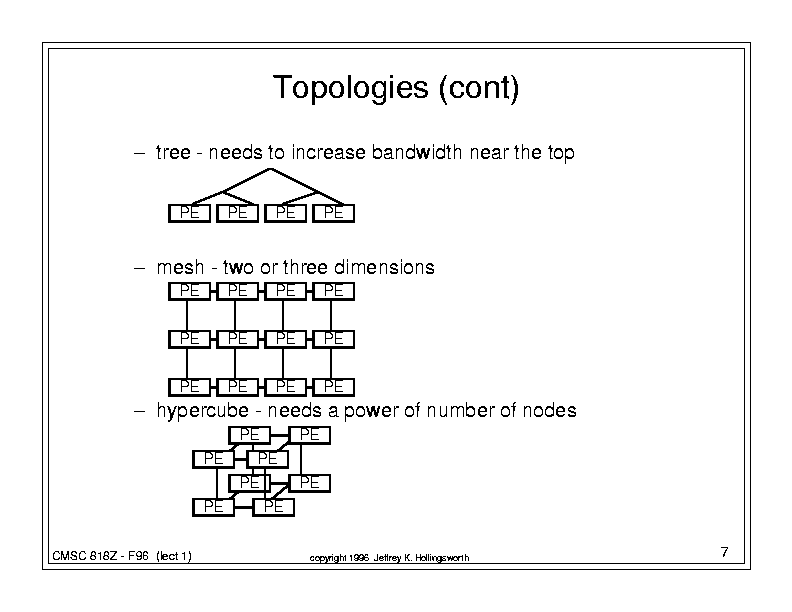 Topologies (cont)
– tree - needs to increase bandwidth near the top
PE PE PE PE
– mesh - two or three dimensions
PE PE PE PE
PE PE PE PE
PE PE PE PE
– hypercube - needs a power of number of nodes
PE PE
PE PE
PE PE
PE PE
CMSC 818Z - F96 (lect 1)
copyright 1996 Jeffrey K. Hollingsworth
7